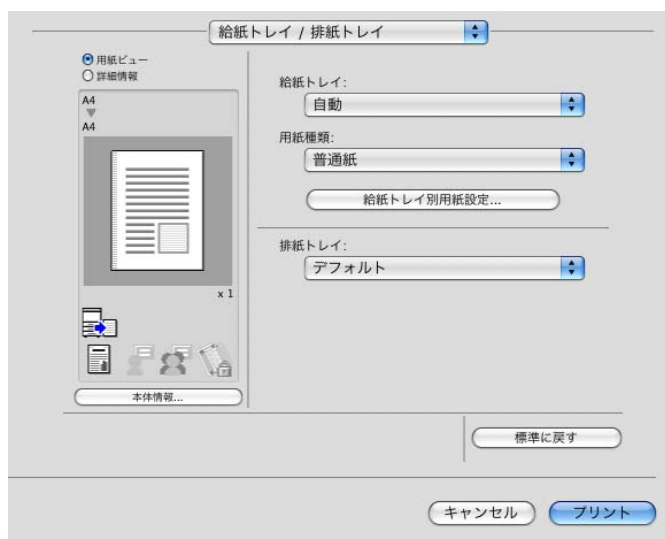 給紙トレイ / 排紙トレイ
用紙ビュー
詳細情報
A4
A4
x 1
本体情報...
給紙トレイ:
自動
用紙種類:
普通紙
給紙トレイ別用紙設定...
排紙トレイ:
デフォルト
標準に戻す
キャンセル
プリント